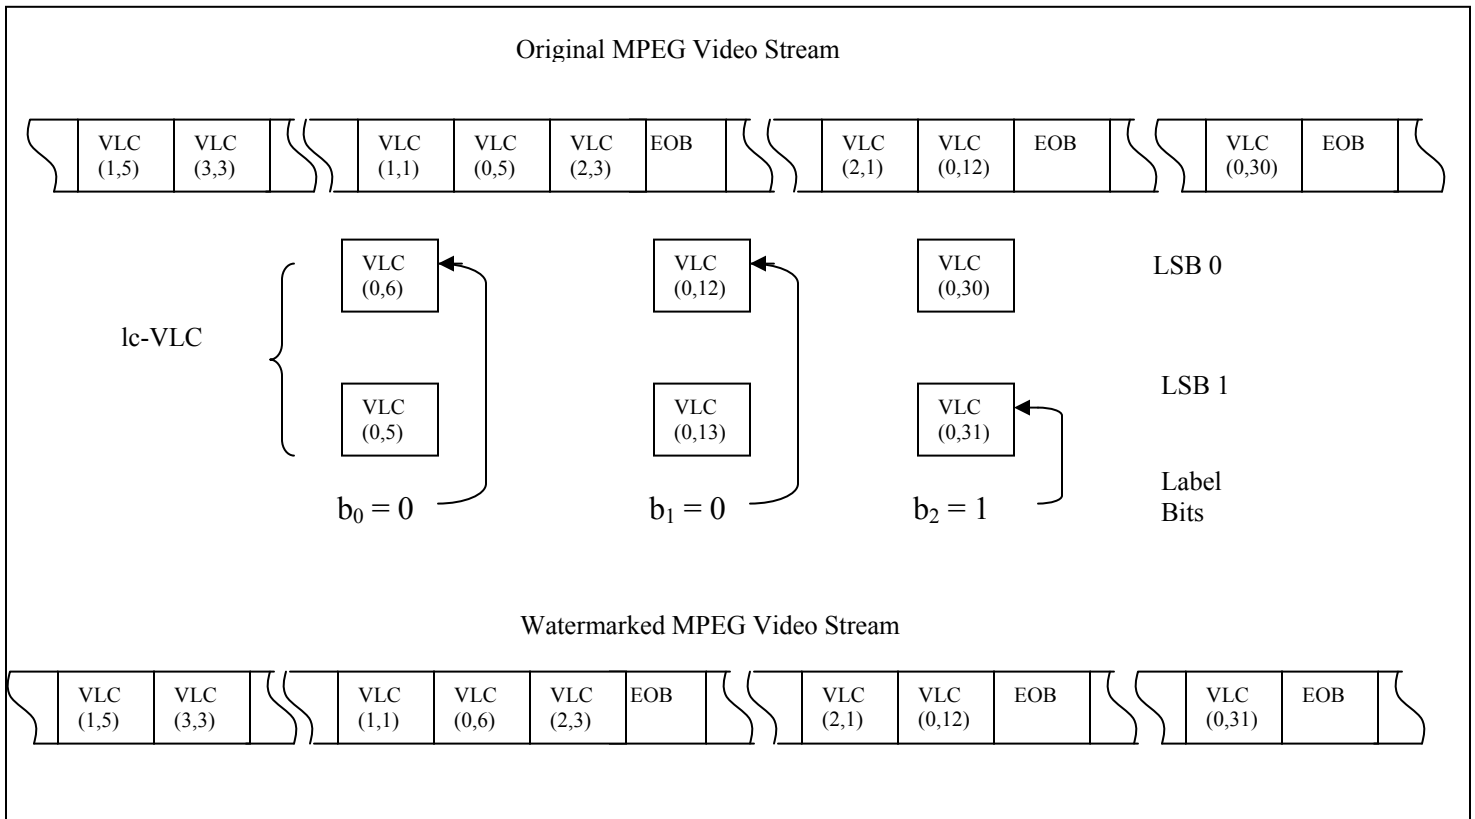 Original MPEG Video Stream
VLC VLC VLC VLC VLC EOB VLC VLC EOB VLC EOB
(1,5) (3,3) (1,1) (0,5) (2,3) (2,1) (0,12) (0,30)
VLC VLC VLC LSB 0
(0,6) (0,12) (0,30)
lc-VLC
VLC VLC VLC LSB 1
(0,5) (0,13) (0,31)
b₀ = 0 b₁ = 0 b₂ = 1 Label
Bits
Watermarked MPEG Video Stream
VLC VLC VLC VLC VLC EOB VLC VLC EOB VLC EOB
(1,5) (3,3) (1,1) (0,6) (2,3) (2,1) (0,12) (0,31)